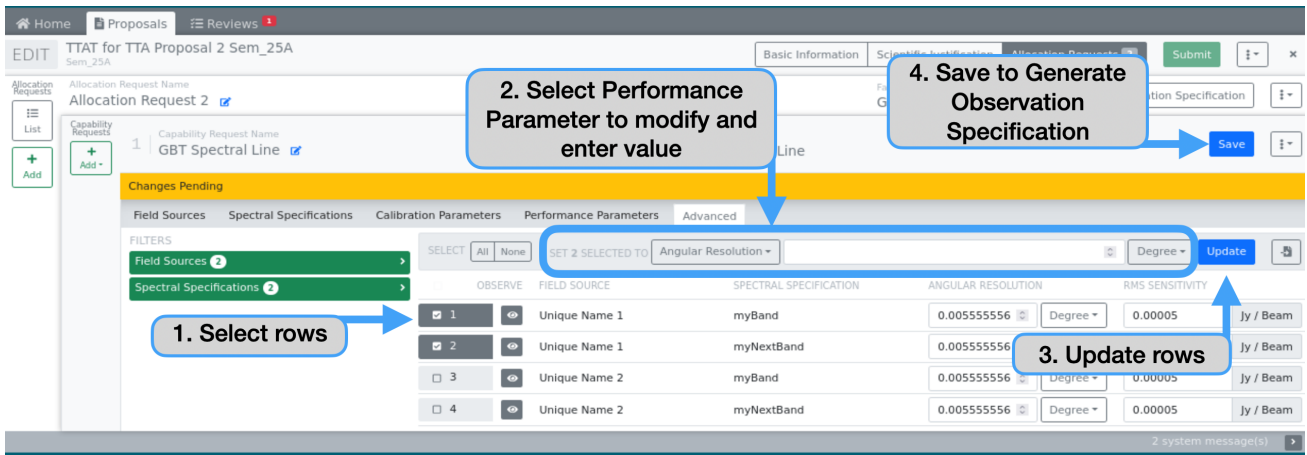 Home
Proposals
Reviews 1
EDIT
TTAT for TTA Proposal 2 Sem_25A
Sem_25A
Basic Information
Scientific Justification
Allocation Requests 2
Submit
×
Allocation
Requests
List
+
Add
Allocation Request Name
Allocation Request 2
Capability
Requests
+
Add
1
Capability Request Name
GBT Spectral Line
Line
Save
2. Select Performance
Parameter to modify and
enter value
4. Save to Generate
Observation
Specification
Changes Pending
Field Sources
Spectral Specifications
Calibration Parameters
Performance Parameters
Advanced
FILTERS
Field Sources 2
Spectral Specifications 2
SELECT All None
SET 2 SELECTED TO Angular Resolution
Degree
Update
OBSERVE FIELD SOURCE SPECTRAL SPECIFICATION ANGULAR RESOLUTION RMS SENSITIVITY
1 Unique Name 1 myBand 0.005555556 Degree 0.00005 Jy / Beam
2 Unique Name 1 myNextBand 0.005555556 Jy / Beam
3 Unique Name 2 myBand 0.005555556 Degree 0.00005 Jy / Beam
4 Unique Name 2 myNextBand 0.005555556 Degree 0.00005 Jy / Beam
1. Select rows
3. Update rows
2 system message(s)